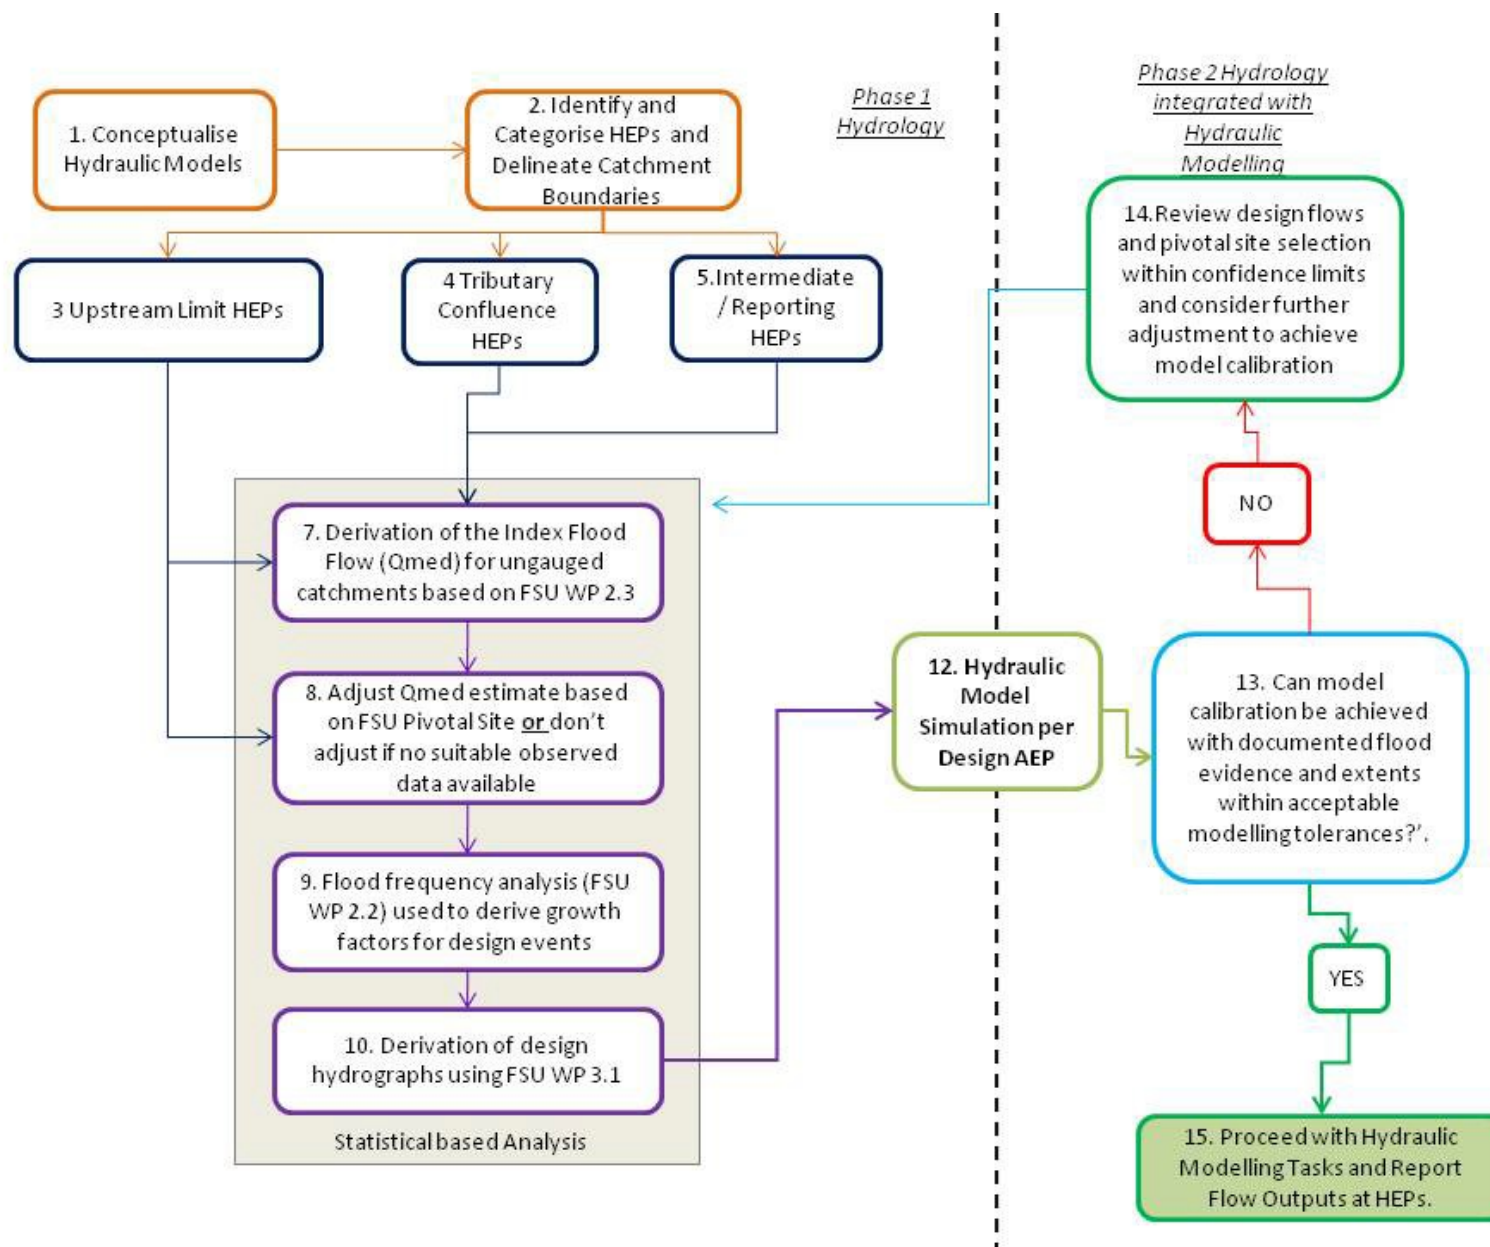 Phase 1
Hydrology
Phase 2 Hydrology
integrated with
Hydraulic
Modelling
1. Conceptualise
Hydraulic Models
2. Identify and
Categorise HEPs and
Delineate Catchment
Boundaries
3 Upstream Limit HEPs
4 Tributary
Confluence
HEPs
5.Intermediate
/ Reporting
HEPs
7. Derivation of the Index Flood
Flow (Qmed) for ungauged
catchments based on FSU WP 2.3
8. Adjust Qmed estimate based
on FSU Pivotal Site or don't
adjust if no suitable observed
data available
9. Flood frequency analysis (FSU
WP 2.2) used to derive growth
factors for design events
10. Derivation of design
hydrographs using FSU WP 3.1
Statistical based Analysis
12. Hydraulic
Model
Simulation per
Design AEP
13. Can model
calibration be achieved
with documented flood
evidence and extents
within acceptable
modelling tolerances?’.
NO
14.Review design flows
and pivotal site selection
within confidence limits
and consider further
adjustment to achieve
model calibration
YES
15. Proceed with Hydraulic
Modelling Tasks and Report
Flow Outputs at HEPs.